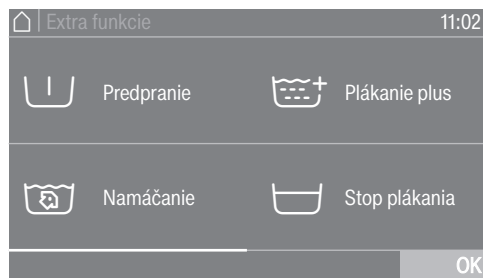 Extra funkcie 11:02
Predpranie Plákanie plus
Namáčanie Stop plákania
OK